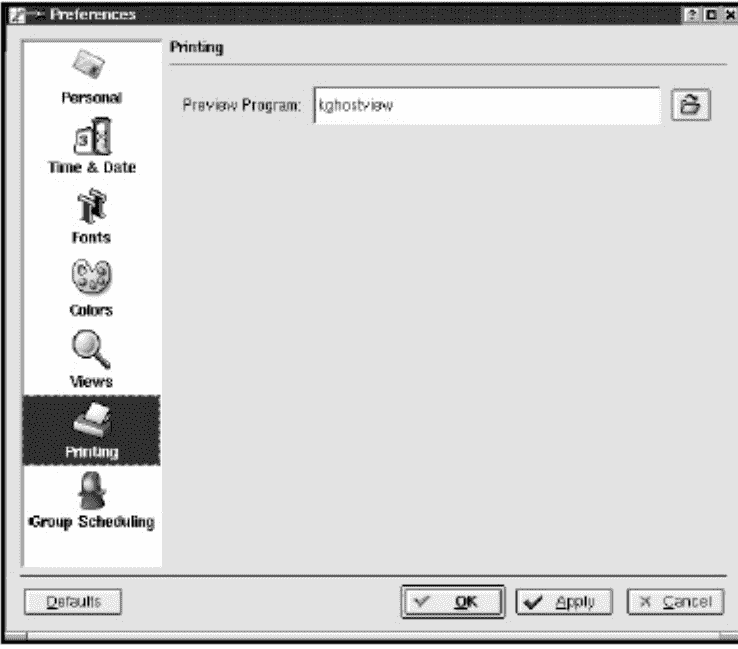 Preferences
Personal
Time & Date
Fonts
Colors
Views
Printing
Group Scheduling
Printing
Preview Program: kghostview
Defaults
OK
Apply
Cancel